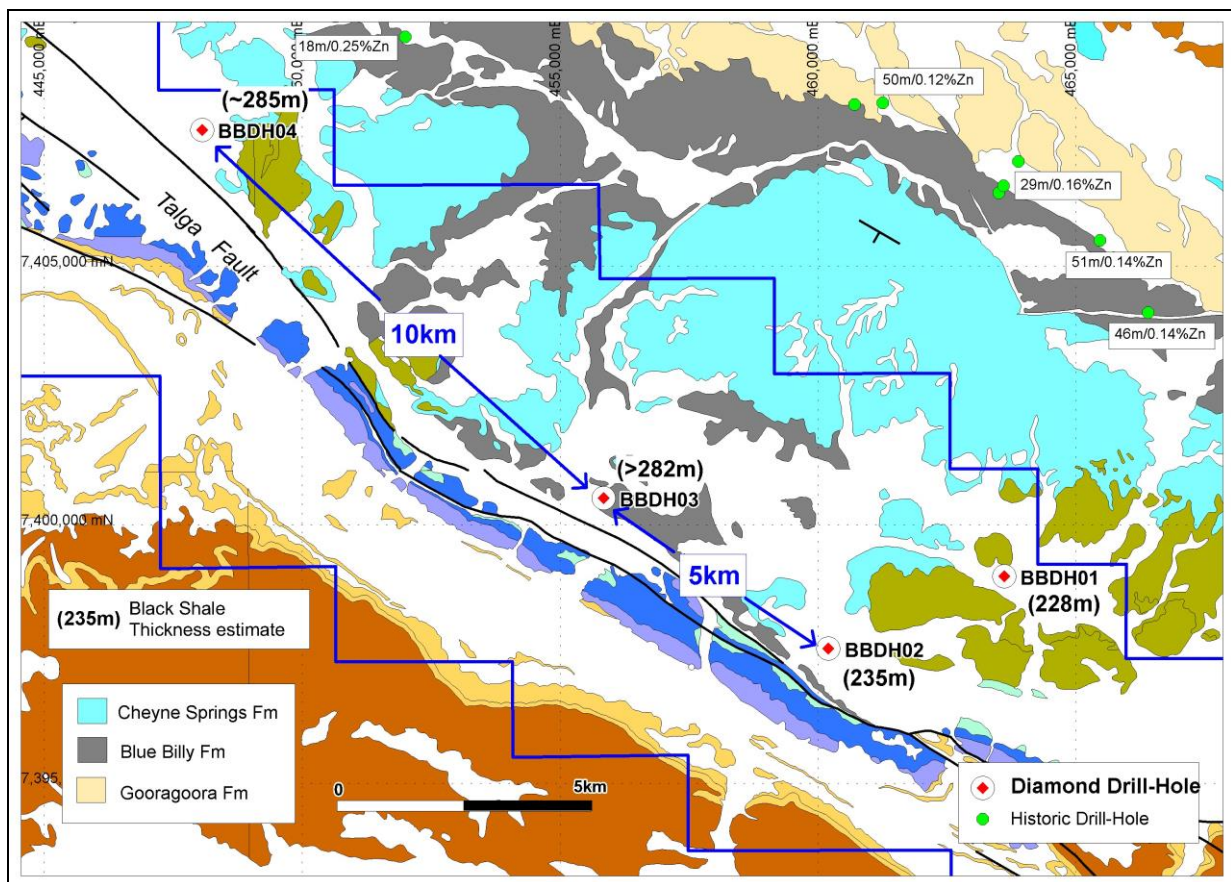 445,000 mE
18m/0.25%Zn
455,000 mE
460,000 mE
465,000 mE
50m/0.12%Zn
(~285m)
BBDH04
29m/0.16%Zn
Talga Fault
51m/0.14%Zn
7,405,000 mN
46m/0.14%Zn
10km
(>282m)
BBDH03
7,400,000 mN
5km
BBDH01
(228m)
(235m) Black Shale
Thickness estimate
BBDH02
(235m)
Cheyne Springs Fm
Blue Billy Fm
Gooragoora Fm
7,395,
0 5km
Diamond Drill-Hole
Historic Drill-Hole